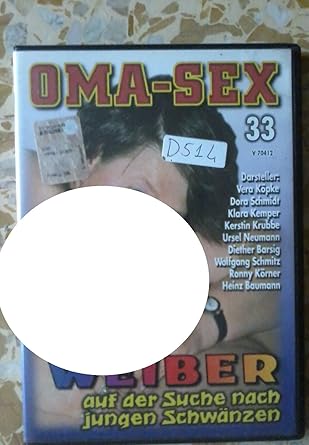 OMA-SEX
33
V 70412
D514
Darsteller:
Vera Köpke
Dora Schmidt
Klara Kemper
Kerstin Krubbe
Ursel Neumann
Diether Barsig
Wolfgang Schmitz
Ronny Körner
Heinz Baumann
WEIBER
auf der Suche nach
jungen Schwänzen